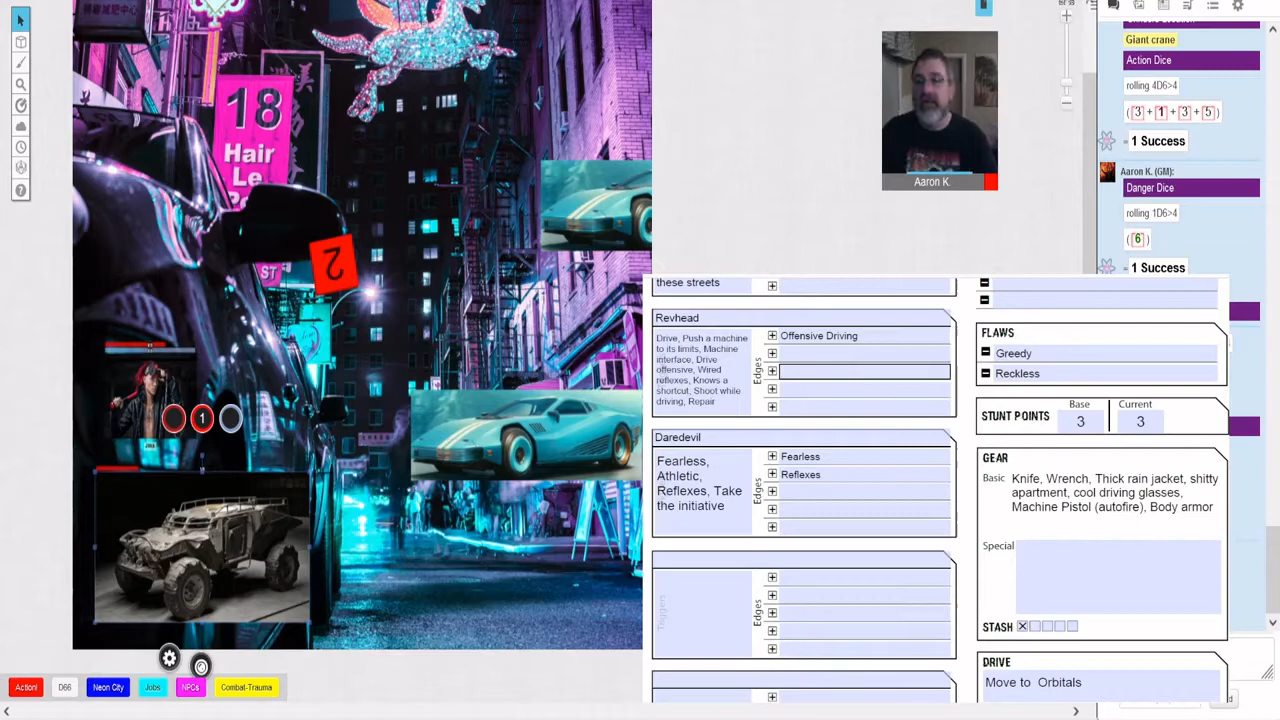 18
Hair
ST
2
1
Aaron K.
Giant crane
Action Dice
rolling 4D6>4
(3+1+3+5)
= 1 Success
Aaron K. (GM):
Danger Dice
rolling 1D6>4
(6)
= 1 Success
these streets
Revhead
Drive, Push a machine
to its limits, Machine
interface, Drive
offensive, Wired
reflexes, Knows a
shortcut, Shoot while
driving, Repair
Edges
Offensive Driving
Daredevil
Fearless,
Athletic,
Reflexes, Take
the initiative
Edges
Fearless
Reflexes
Triggers
Edges
FLAWS
Greedy
Reckless
STUNT POINTS
Base
3
Current
3
GEAR
Basic
Knife, Wrench, Thick rain jacket, shitty
apartment, cool driving glasses,
Machine Pistol (autofire), Body armor
Special
STASH
DRIVE
Move to Orbitals
Action!
D66
Neon City
Jobs
NPCs
Combat-Trauma